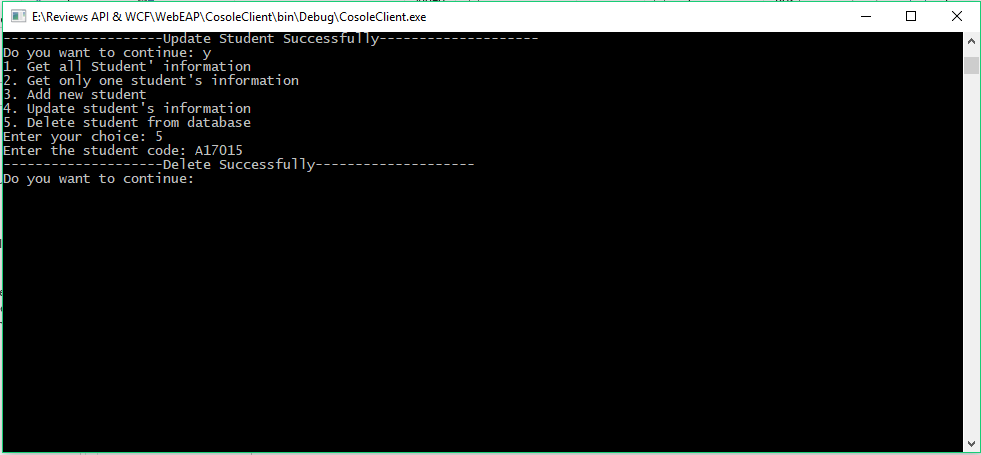 E:\Reviews API & WCF\WebEAP\CosoleClient\bin\Debug\CosoleClient.exe
--------------------Update Student Successfully--------------------
Do you want to continue: y
1. Get all Student' information
2. Get only one student's information
3. Add new student
4. Update student's information
5. Delete student from database
Enter your choice: 5
Enter the student code: A17015
--------------------Delete Successfully--------------------
Do you want to continue: